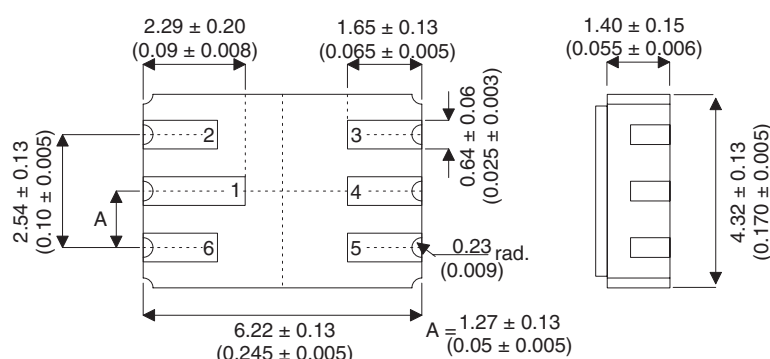 2.29 ± 0.20
(0.09 ± 0.008)
1.65 ± 0.13
(0.065 ± 0.005)
1.40 ± 0.15
(0.055 ± 0.006)
2
3
1
4
6
5
0.64 ± 0.06
(0.025 ± 0.003)
2.54 ± 0.13
(0.10 ± 0.005)
A
4.32 ± 0.13
(0.170 ± 0.005)
0.23 rad.
(0.009)
6.22 ± 0.13
(0.245 ± 0.005)
A = 1.27 ± 0.13
(0.05 ± 0.005)